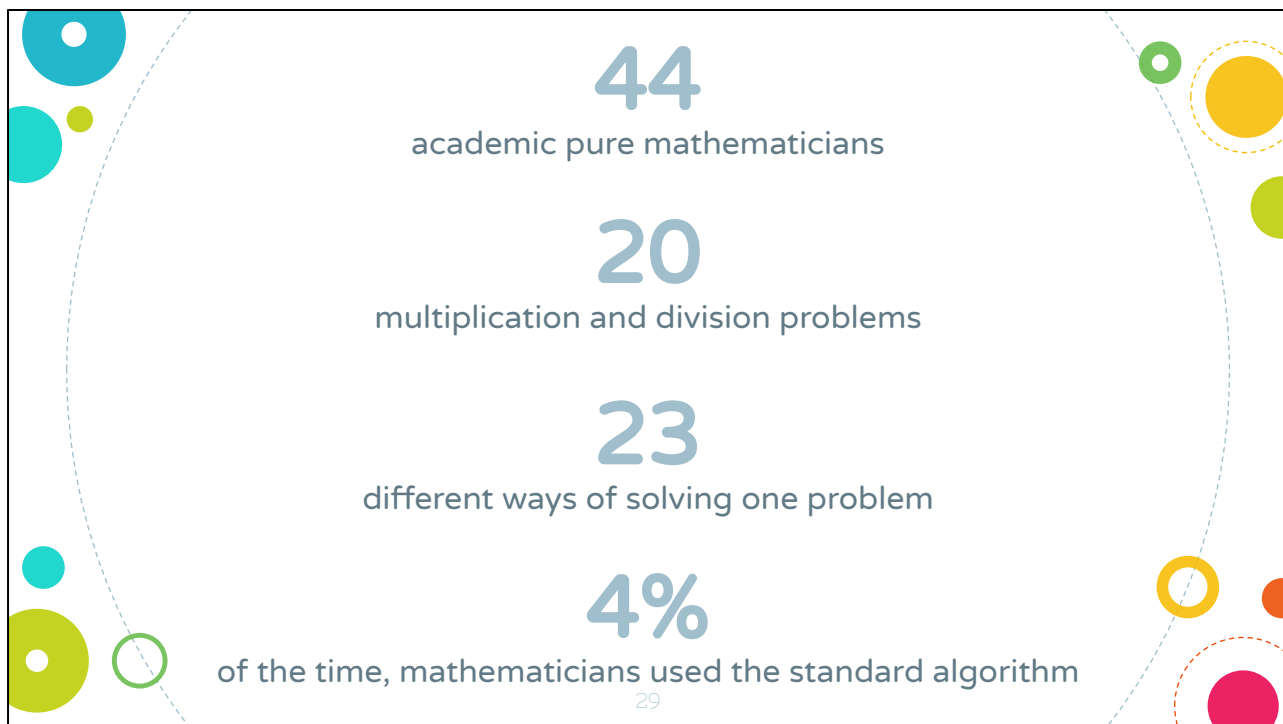 44
academic pure mathematicians
20
multiplication and division problems
23
different ways of solving one problem
4%
of the time, mathematicians used the standard algorithm
29